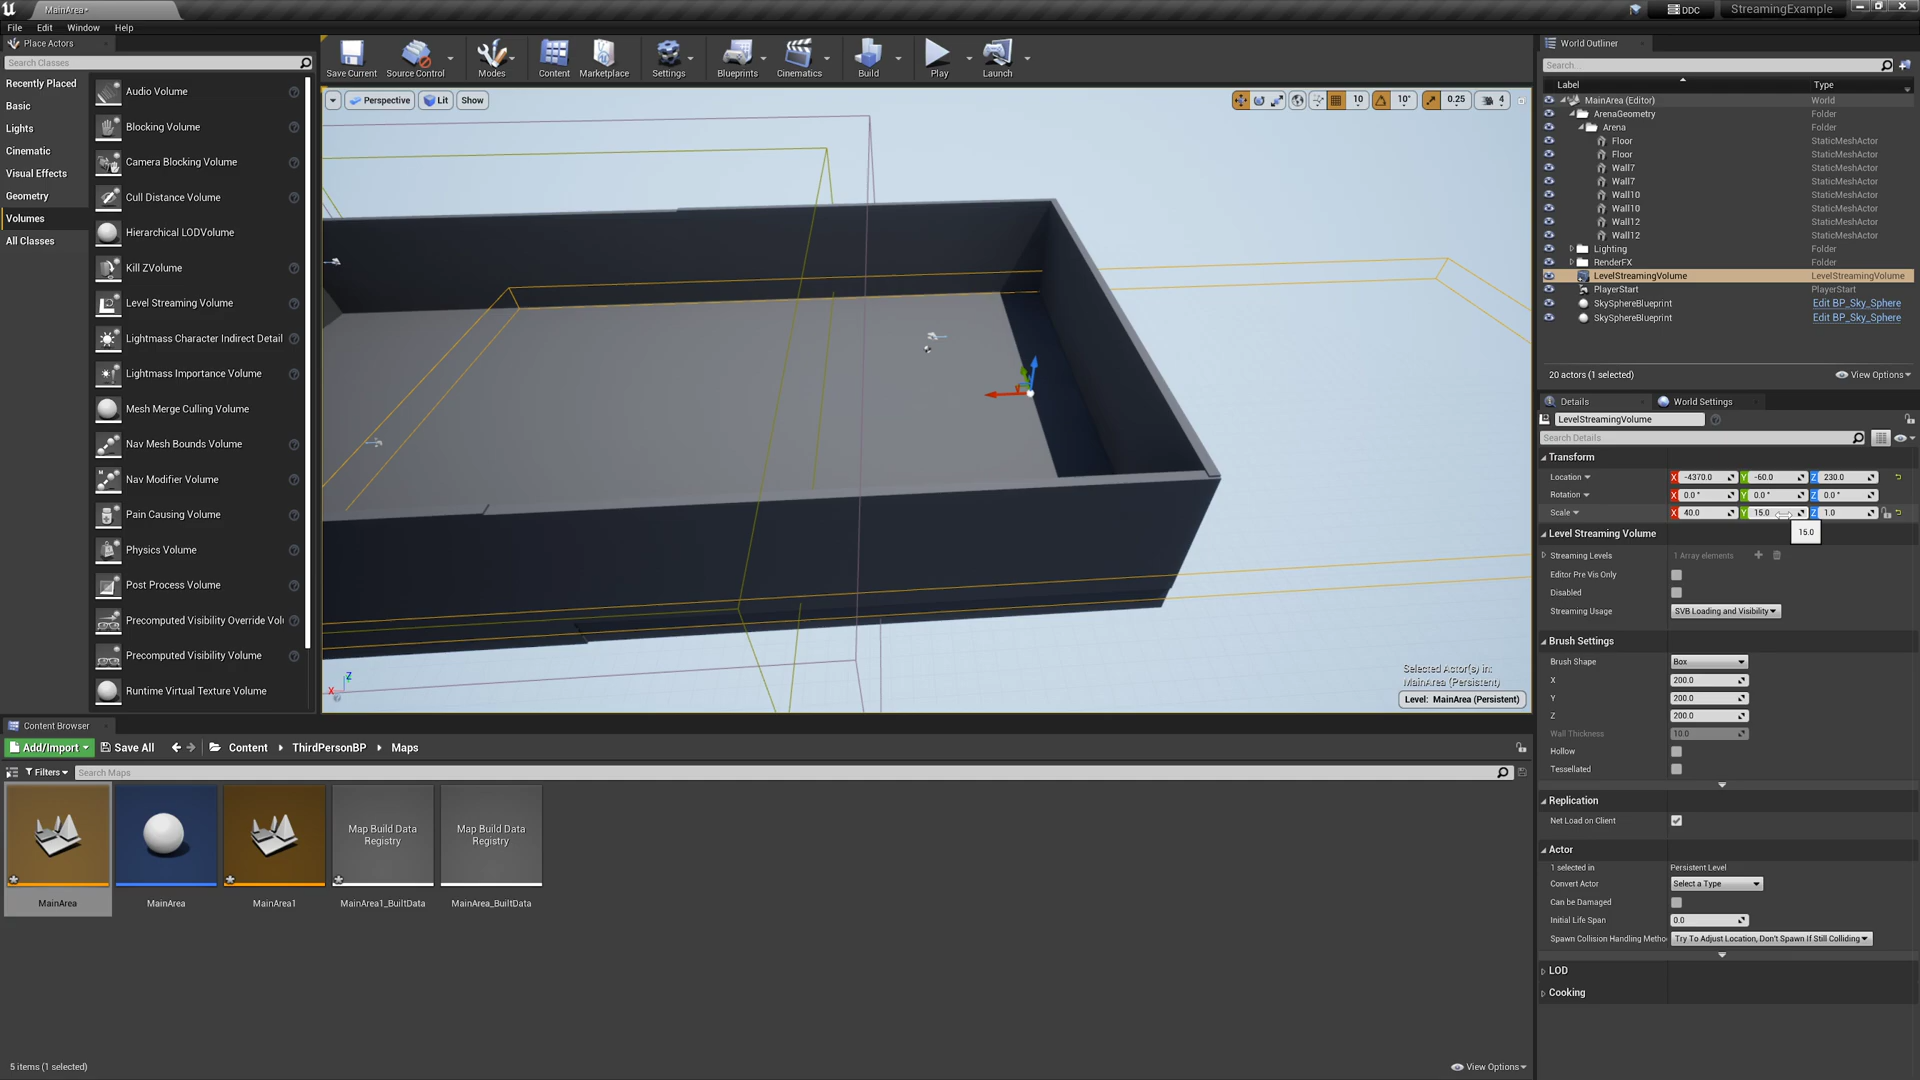 MainArea*
DDC
StreamingExample
File
Edit
Window
Help
Place Actors
Search Classes
Recently Placed
Basic
Lights
Cinematic
Visual Effects
Geometry
Volumes
All Classes
Audio Volume
Blocking Volume
Camera Blocking Volume
Cull Distance Volume
Hierarchical LODVolume
Kill ZVolume
Level Streaming Volume
Lightmass Character Indirect Detail
Lightmass Importance Volume
Mesh Merge Culling Volume
Nav Mesh Bounds Volume
Nav Modifier Volume
Pain Causing Volume
Physics Volume
Post Process Volume
Precomputed Visibility Override Volu
Precomputed Visibility Volume
Runtime Virtual Texture Volume
Save Current
Source Control
Modes
Content
Marketplace
Settings
Blueprints
Cinematics
Build
Play
Launch
Perspective
Lit
Show
10
10°
0.25
4
Z
X
Selected Actor(s) in:
MainArea (Persistent)
Level: MainArea (Persistent)
World Outliner
Search
Label Type
MainArea (Editor) World
ArenaGeometry Folder
Arena Folder
Floor StaticMeshActor
Floor StaticMeshActor
Wall7 StaticMeshActor
Wall7 StaticMeshActor
Wall10 StaticMeshActor
Wall10 StaticMeshActor
Wall12 StaticMeshActor
Wall12 StaticMeshActor
Lighting Folder
RenderFX Folder
LevelStreamingVolume LevelStreamingVolume
PlayerStart PlayerStart
SkySphereBlueprint Edit BP_Sky_Sphere
SkySphereBlueprint Edit BP_Sky_Sphere
20 actors (1 selected)
View Options
Details
World Settings
LevelStreamingVolume
Search Details
Transform
Location X -4370.0 Y -60.0 Z 230.0
Rotation X 0.0° Y 0.0° Z 0.0°
Scale X 40.0 Y 15.0 Z 1.0
15.0
Level Streaming Volume
Streaming Levels 1 Array elements
Editor Pre Vis Only
Disabled
Streaming Usage SVB Loading and Visibility
Brush Settings
Brush Shape Box
X 200.0
Y 200.0
Z 200.0
Wall Thickness 10.0
Hollow
Tessellated
Replication
Net Load on Client
Actor
1 selected in Persistent Level
Convert Actor Select a Type
Can be Damaged
Initial Life Span 0.0
Spawn Collision Handling Metho Try To Adjust Location, Don't Spawn If Still Colliding
LOD
Cooking
Content Browser
Add/Import
Save All
Content
ThirdPersonBP
Maps
Filters
Search Maps
Map Build Data
Registry
Map Build Data
Registry
MainArea
MainArea
MainArea1
MainArea1_BuiltData
MainArea_BuiltData
5 items (1 selected)
View Options